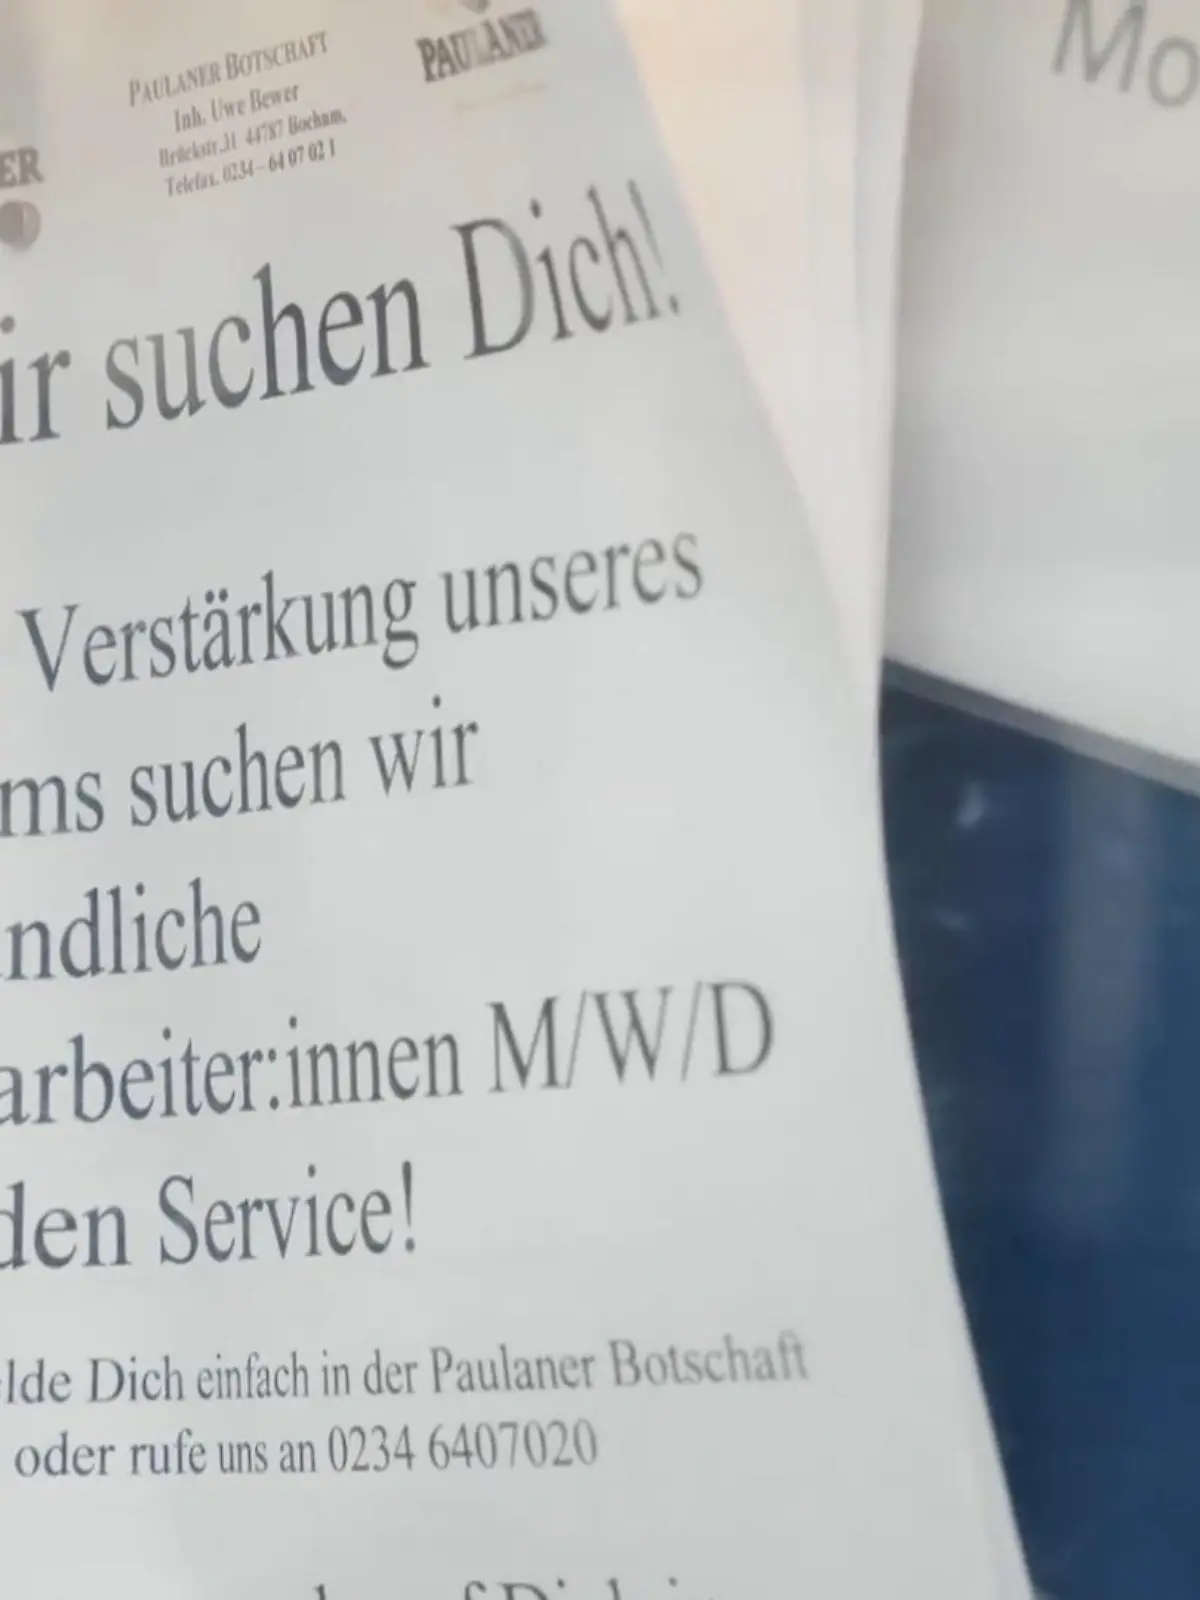 PAULANER BOTSCHAFT
Inh. Uwe Bewer
Brückstr.31 44787 Bochum,
Telefax. 0234-64 07 02 1
PAULANER
ER
ir suchen Dich!
Verstärkung unseres
ms suchen wir
ndliche
arbeiter:innen M/W/D
den Service!
lde Dich einfach in der Paulaner Botschaft
oder rufe uns an 0234 6407020
Mo